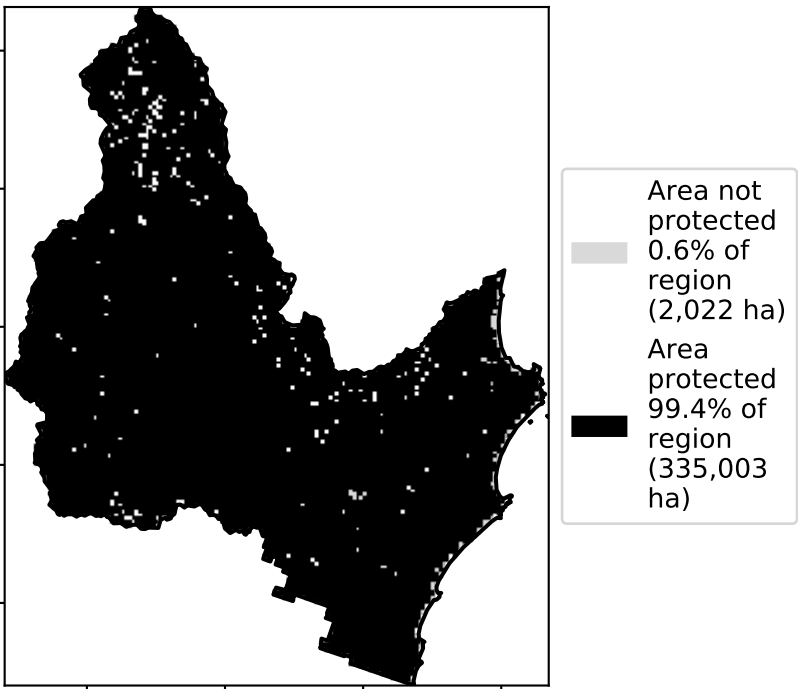 Area not
protected
0.6% of
region
(2,022 ha)
Area
protected
99.4% of
region
(335,003
ha)